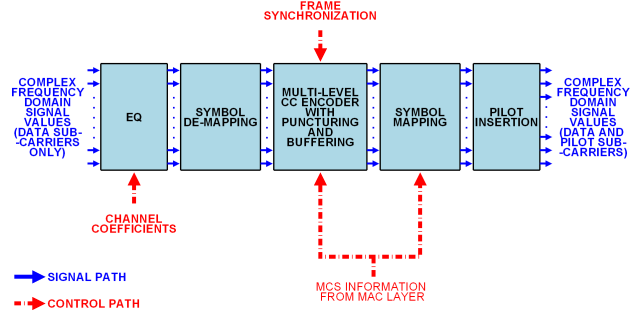 FRAME
SYNCHRONIZATION
COMPLEX
FREQUENCY
DOMAIN
SIGNAL
VALUES
(DATA SUB-
-CARRIERS
ONLY)
EQ
SYMBOL
DE-MAPPING
MULTI-LEVEL
CC ENCODER
WITH
PUNCTURING
AND
BUFFERING
SYMBOL
MAPPING
PILOT
INSERTION
COMPLEX
FREQUENCY
DOMAIN
SIGNAL
VALUES
(DATA AND
PILOT SUB-
-CARRIERS)
CHANNEL
COEFFICIENTS
MCS INFORMATION
FROM MAC LAYER
SIGNAL PATH
CONTROL PATH